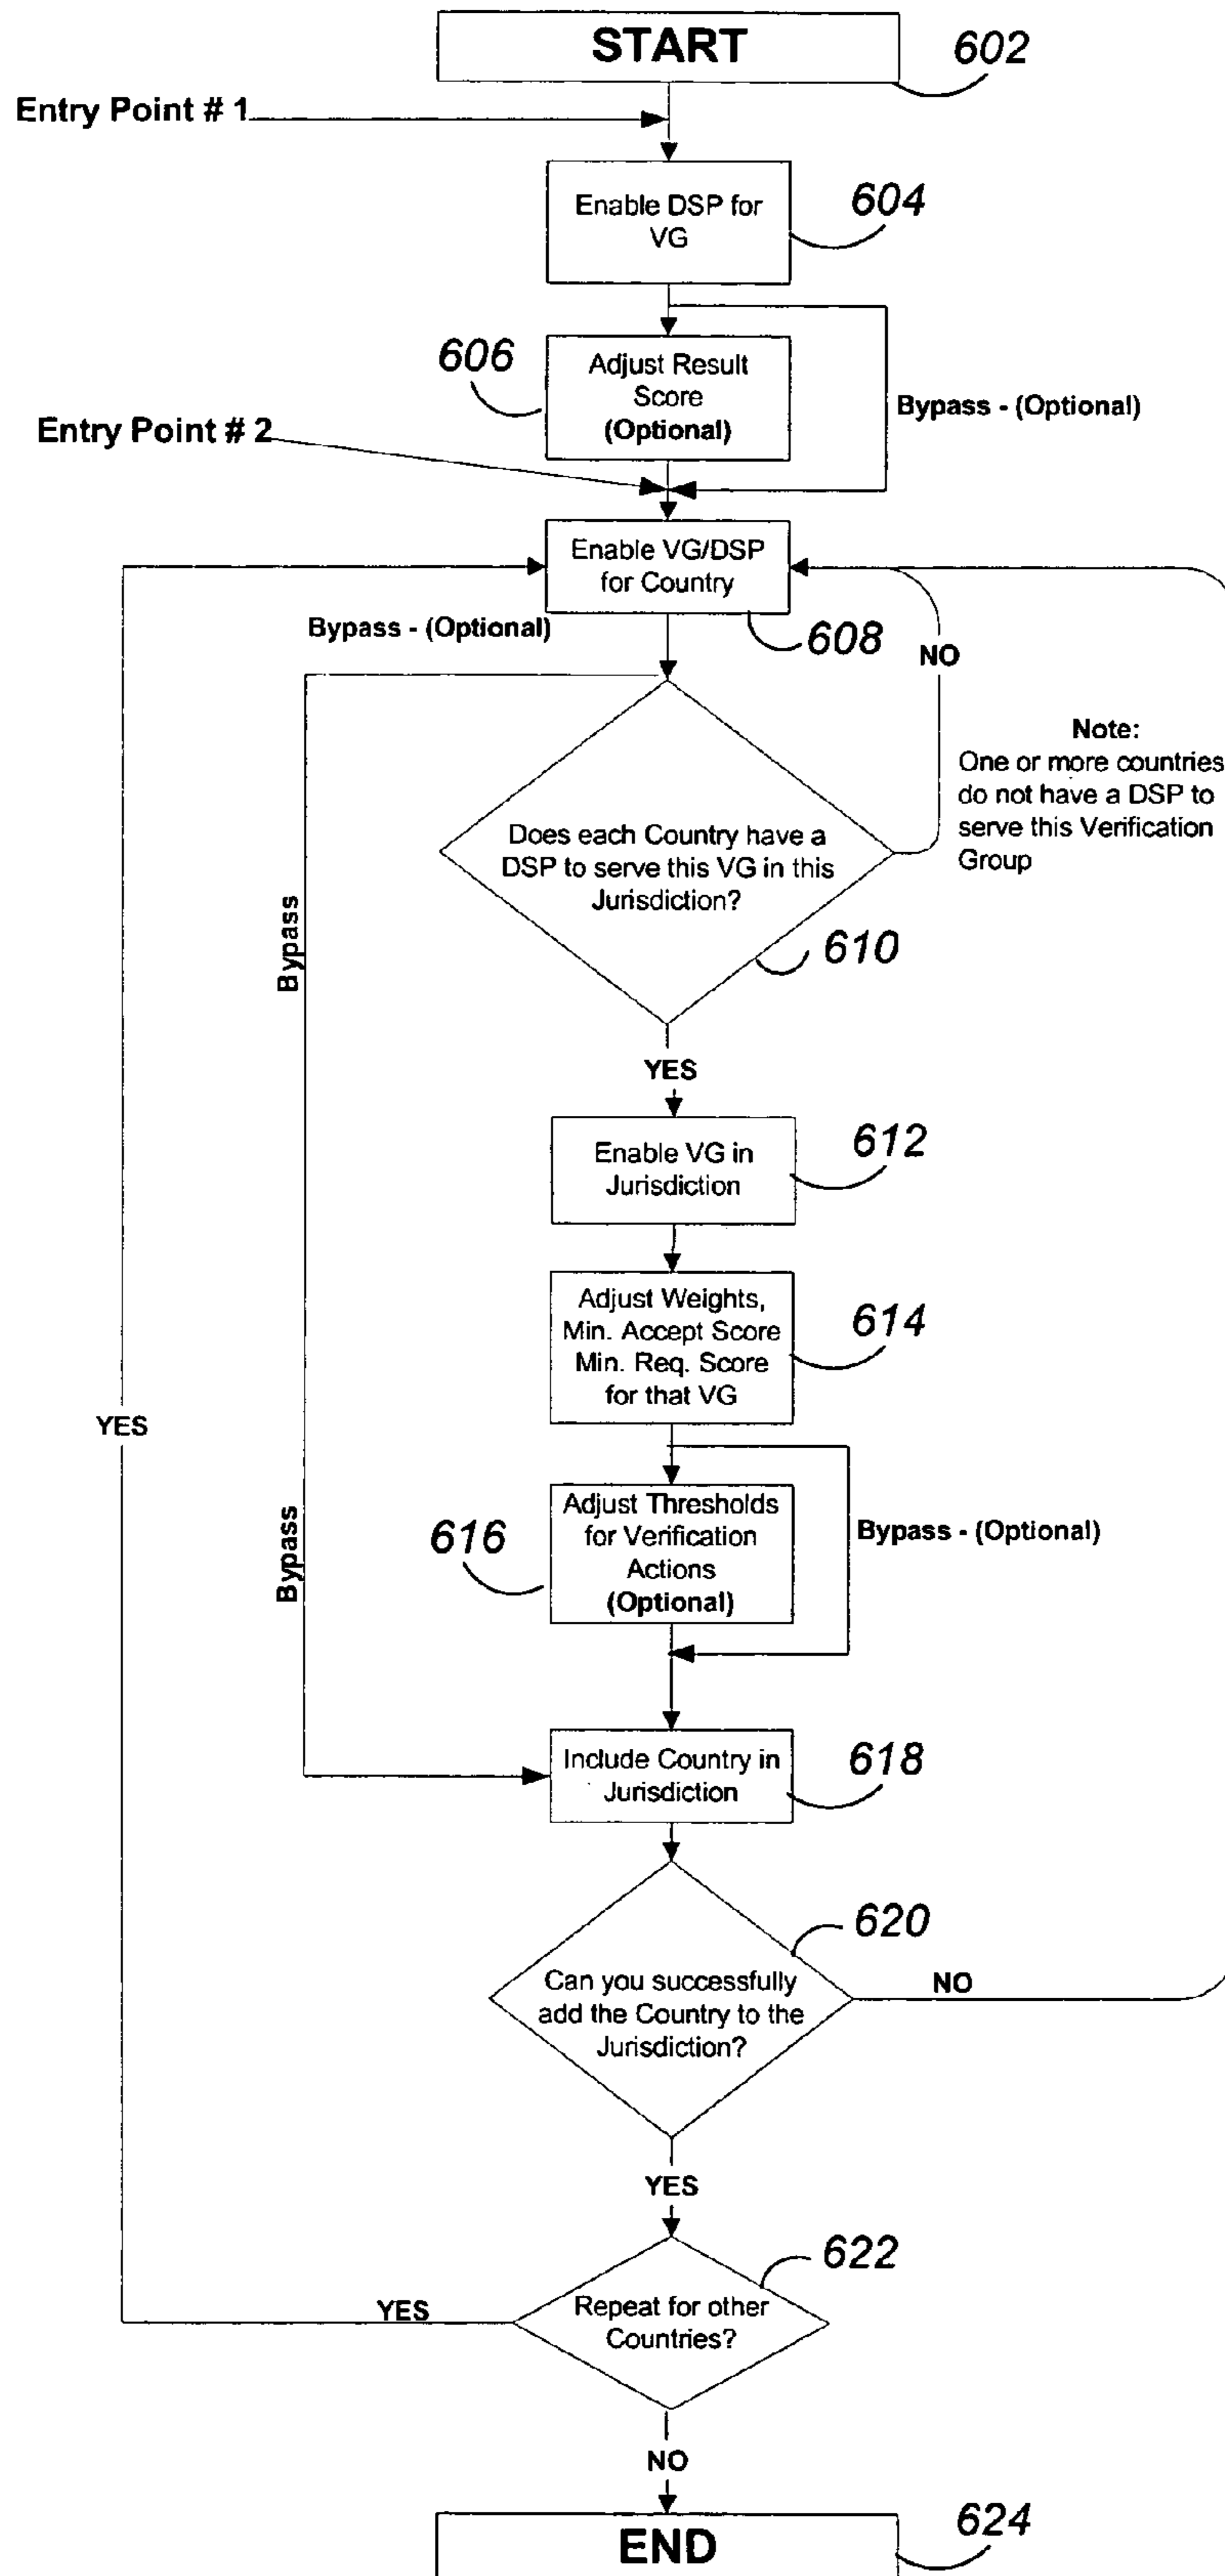 START
602
Entry Point # 1
Enable DSP for
VG
604
606
Adjust Result
Score
(Optional)
Bypass - (Optional)
Entry Point # 2
Enable VG/DSP
for Country
608
Bypass - (Optional)
NO
Note:
One or more countries
do not have a DSP to
serve this Verification
Group
Does each Country have a
DSP to serve this VG in this
Jurisdiction?
610
Bypass
YES
Enable VG in
Jurisdiction
612
Adjust Weights,
Min. Accept Score
Min. Req. Score
for that VG
614
YES
Adjust Thresholds
for Verification
Actions
(Optional)
616
Bypass - (Optional)
Bypass
Include Country in
Jurisdiction
618
620
Can you successfully
add the Country to the
Jurisdiction?
NO
YES
622
Repeat for other
Countries?
YES
NO
END
624